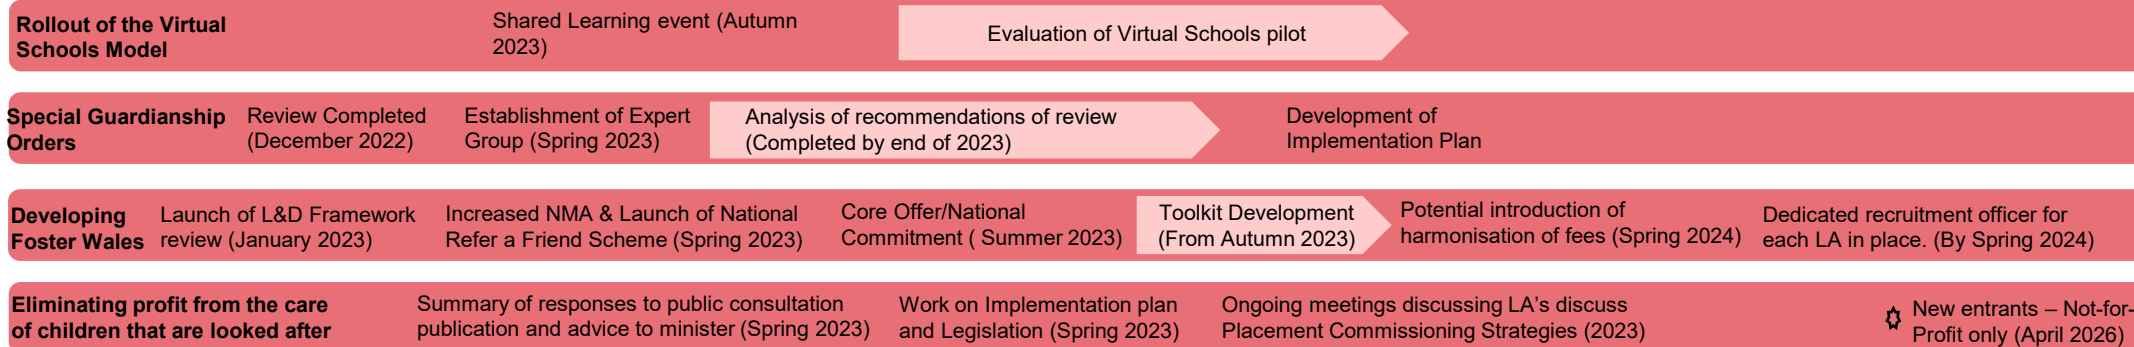 Rollout of the Virtual
Schools Model
Shared Learning event (Autumn
2023)
Evaluation of Virtual Schools pilot
Special Guardianship
Orders
Review Completed
(December 2022)
Establishment of Expert
Group (Spring 2023)
Analysis of recommendations of review
(Completed by end of 2023)
Development of
Implementation Plan
Developing
Foster Wales
Launch of L&D Framework
review (January 2023)
Increased NMA & Launch of National
Refer a Friend Scheme (Spring 2023)
Core Offer/National
Commitment ( Summer 2023)
Toolkit Development
(From Autumn 2023)
Potential introduction of
harmonisation of fees (Spring 2024)
Dedicated recruitment officer for
each LA in place. (By Spring 2024)
Eliminating profit from the care
of children that are looked after
Summary of responses to public consultation
publication and advice to minister (Spring 2023)
Work on Implementation plan
and Legislation (Spring 2023)
Ongoing meetings discussing LA's discuss
Placement Commissioning Strategies (2023)
New entrants – Not-for-
Profit only (April 2026)